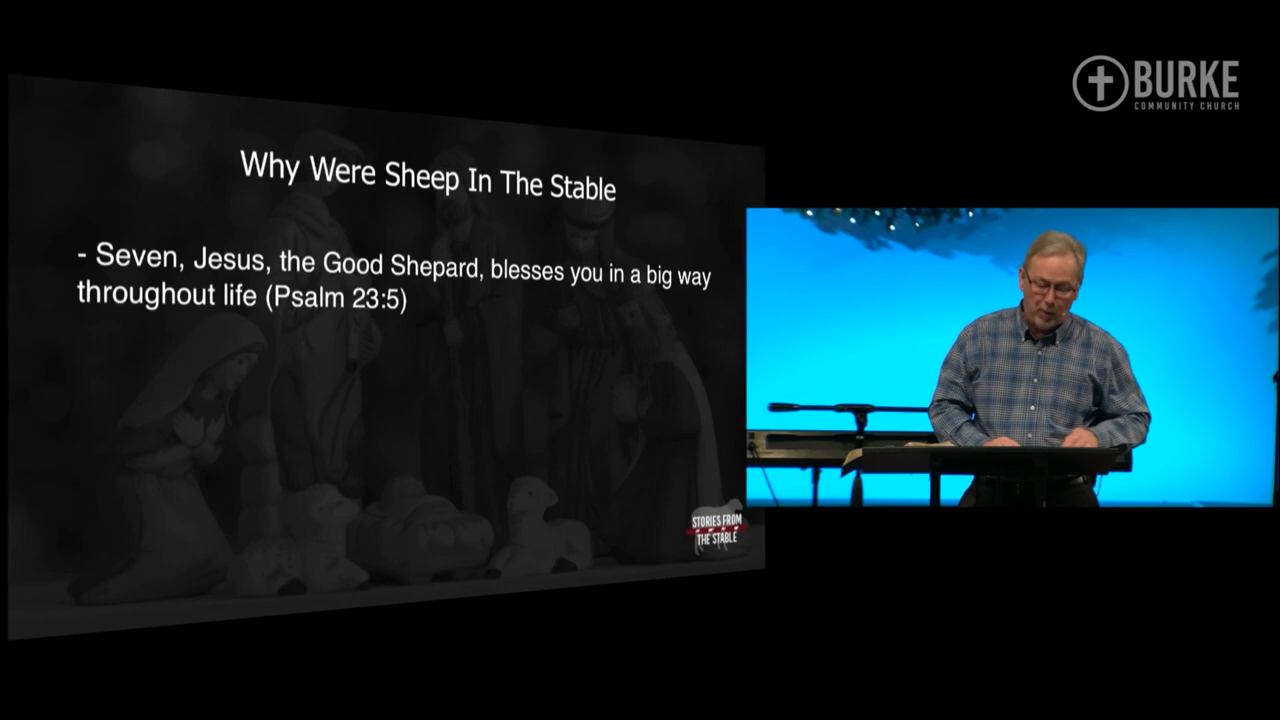 BURKE
COMMUNITY CHURCH
Why Were Sheep In The Stable
- Seven, Jesus, the Good Shepard, blesses you in a big way
throughout life (Psalm 23:5)
STORIES FROM
THE STABLE